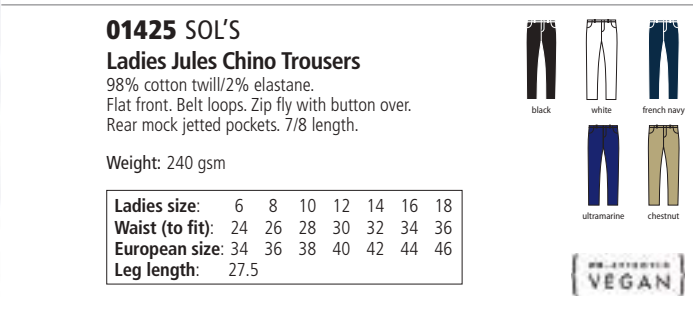 01425 SOL'S
Ladies Jules Chino Trousers
98% cotton twill/2% elastane.
Flat front. Belt loops. Zip fly with button over.
Rear mock jetted pockets. 7/8 length.
Weight: 240 gsm
Ladies size: 6 8 10 12 14 16 18
Waist (to fit): 24 26 28 30 32 34 36
European size: 34 36 38 40 42 44 46
Leg length: 27.5
black white french navy
ultramarine chestnut
VEGAN